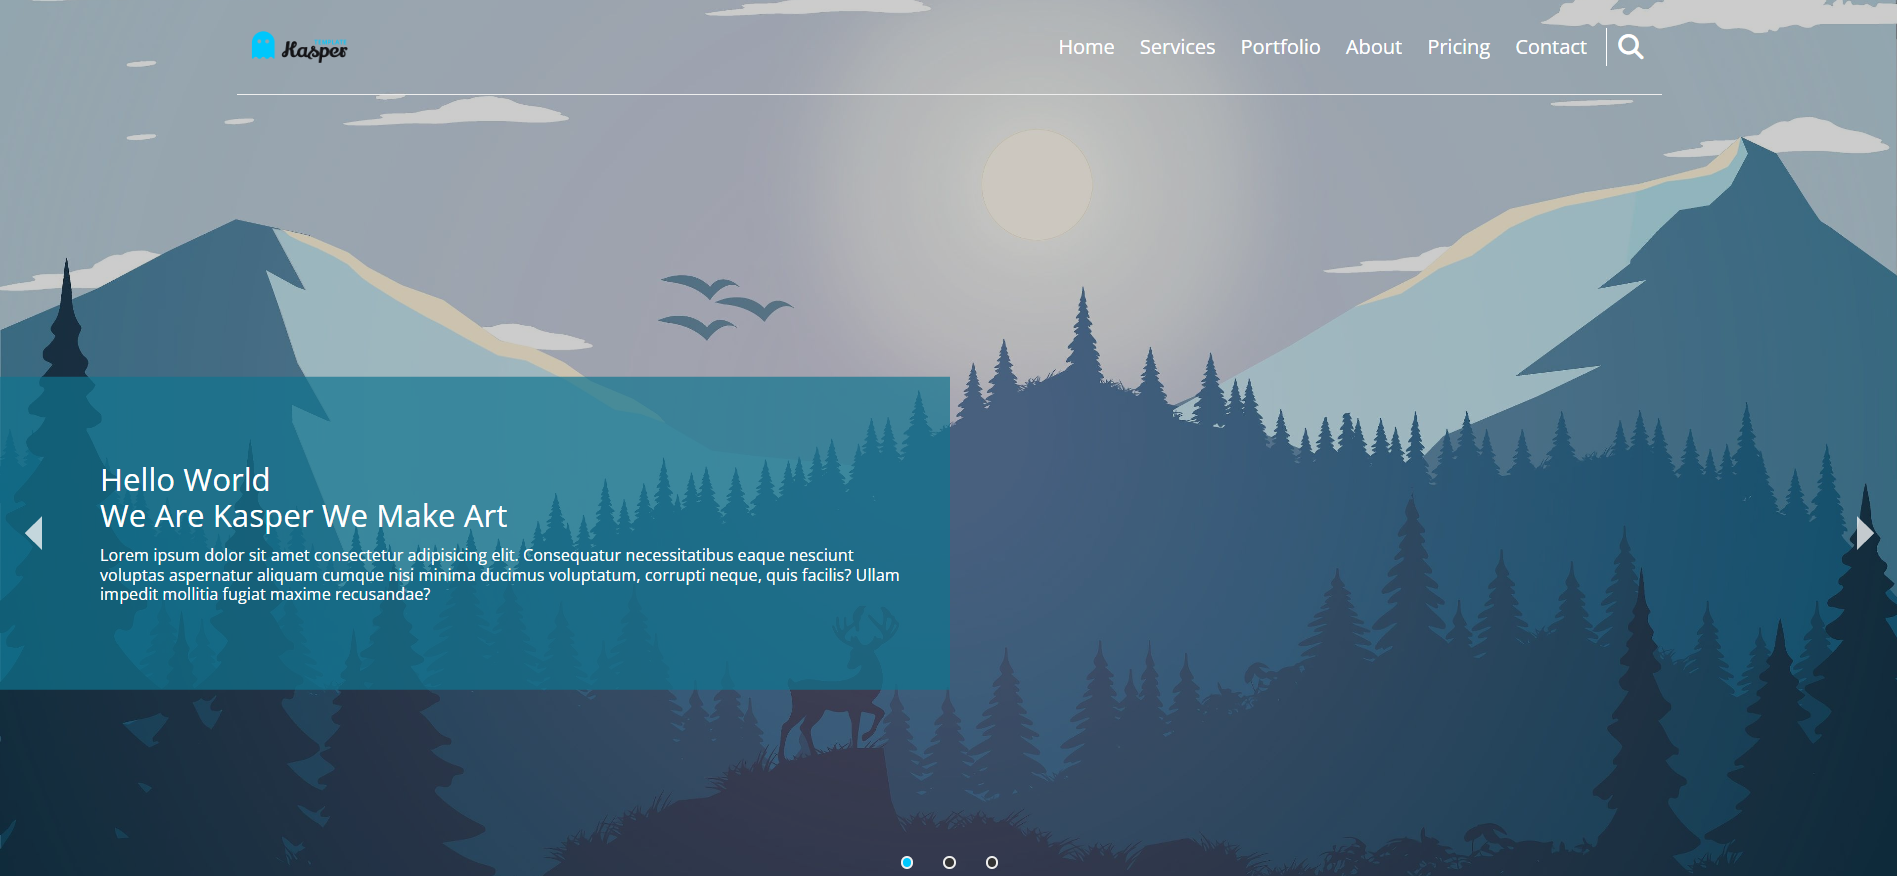 Kasper
Home Services Portfolio About Pricing Contact
Hello World
We Are Kasper We Make Art
Lorem ipsum dolor sit amet consectetur adipisicing elit. Consequatur necessitatibus eaque nesciunt
voluptas aspernatur aliquam cumque nisi minima ducimus voluptatum, corrupti neque, quis facilis? Ullam
impedit mollitia fugiat maxime recusandae?